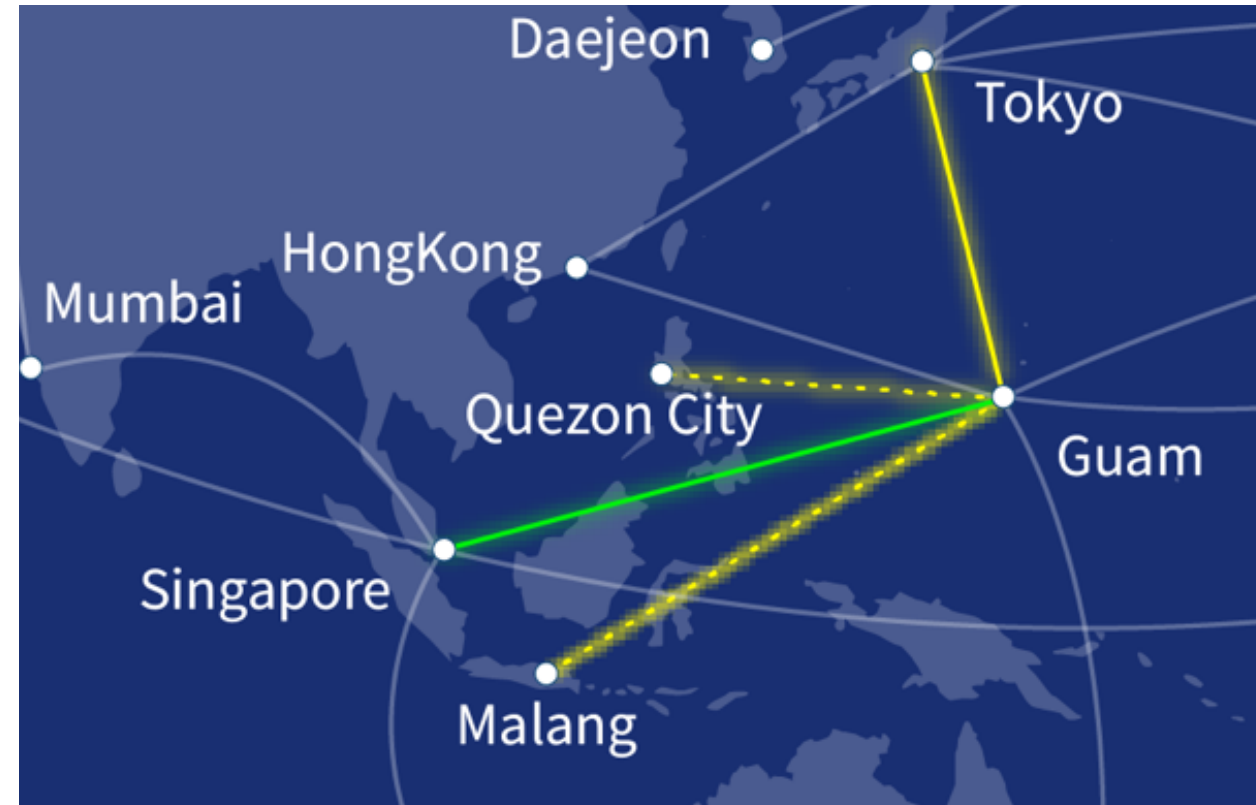 Daejeon
Tokyo
HongKong
Mumbai
Quezon City
Guam
Singapore
Malang